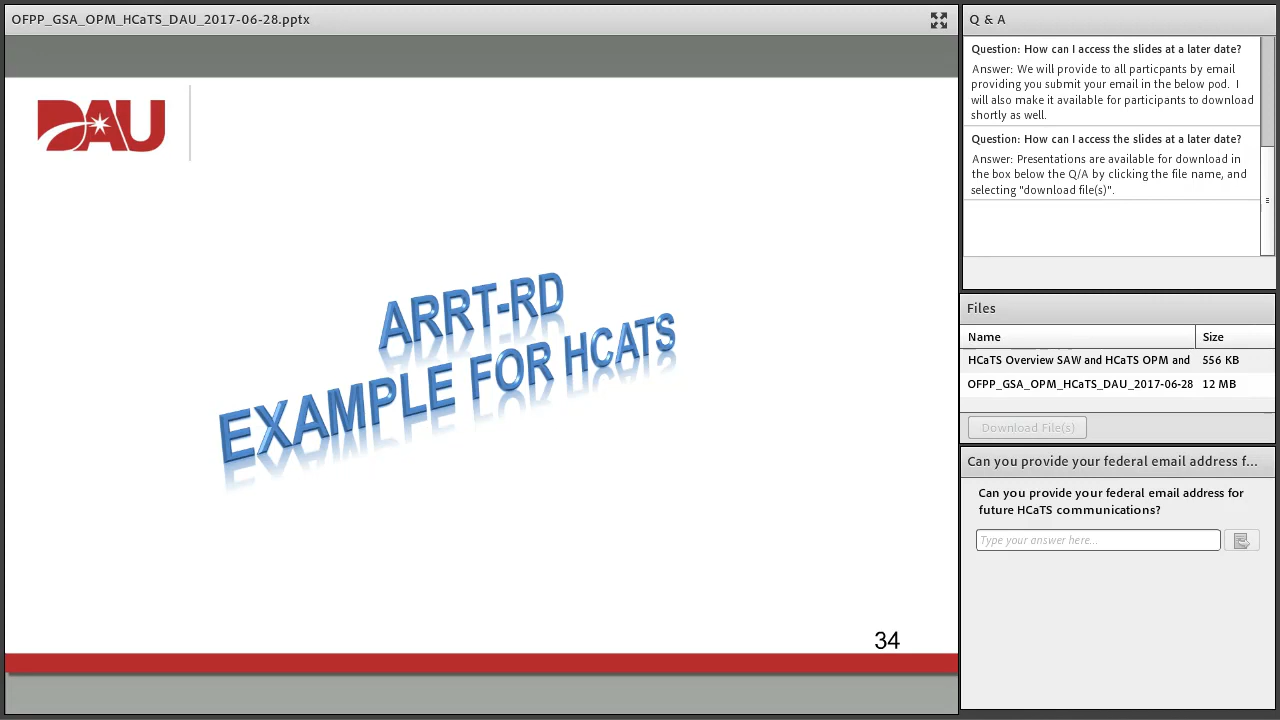 OFPP_GSA_OPM_HCaTS_DAU_2017-06-28.pptx
DAU
ARRT-RD
EXAMPLE FOR HCATS
34
Q & A
Question: How can I access the slides at a later date?
Answer: We will provide to all particpants by email
providing you submit your email in the below pod. I
will also make it available for participants to download
shortly as well.
Question: How can I access the slides at a later date?
Answer: Presentations are available for download in
the box below the Q/A by clicking the file name, and
selecting "download file(s)".
Files
Name Size
HCaTS Overview SAW and HCaTS OPM and 556 KB
OFPP_GSA_OPM_HCaTS_DAU_2017-06-28 12 MB
Download File(s)
Can you provide your federal email address f...
Can you provide your federal email address for
future HCaTS communications?
Type your answer here...